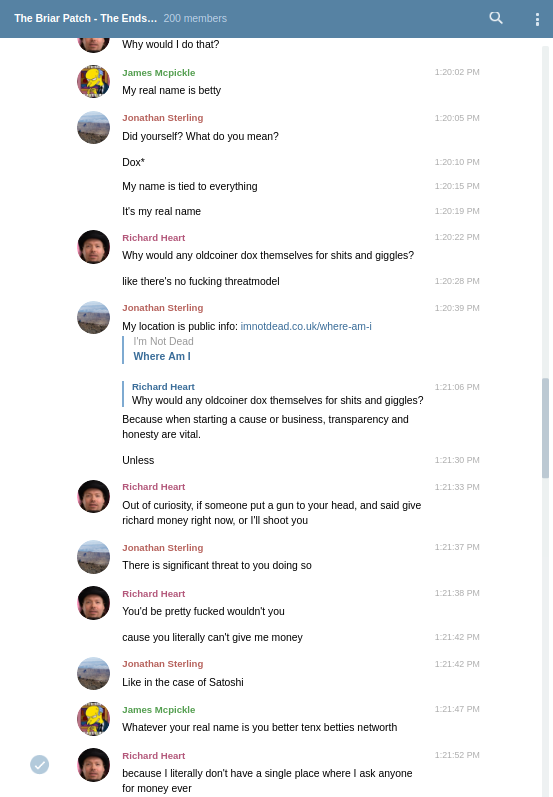 The Briar Patch - The Ends... 200 members
Why would I do that?
James Mcpickle 1:20:02 PM
My real name is betty
Jonathan Sterling 1:20:05 PM
Did yourself? What do you mean?
Dox* 1:20:10 PM
My name is tied to everything 1:20:15 PM
It's my real name 1:20:19 PM
Richard Heart 1:20:22 PM
Why would any oldcoiner dox themselves for shits and giggles?
like there's no fucking threatmodel 1:20:28 PM
Jonathan Sterling 1:20:39 PM
My location is public info: imnotdead.co.uk/where-am-i
I'm Not Dead
Where Am I
Richard Heart 1:21:06 PM
Why would any oldcoiner dox themselves for shits and giggles?
Because when starting a cause or business, transparency and
honesty are vital.
Unless 1:21:30 PM
Richard Heart 1:21:33 PM
Out of curiosity, if someone put a gun to your head, and said give
richard money right now, or I'll shoot you
Jonathan Sterling 1:21:37 PM
There is significant threat to you doing so
Richard Heart 1:21:38 PM
You'd be pretty fucked wouldn't you
cause you literally can't give me money 1:21:42 PM
Jonathan Sterling 1:21:42 PM
Like in the case of Satoshi
James Mcpickle 1:21:47 PM
Whatever your real name is you better tenx betties networth
Richard Heart 1:21:52 PM
because I literally don't have a single place where I ask anyone
for money ever